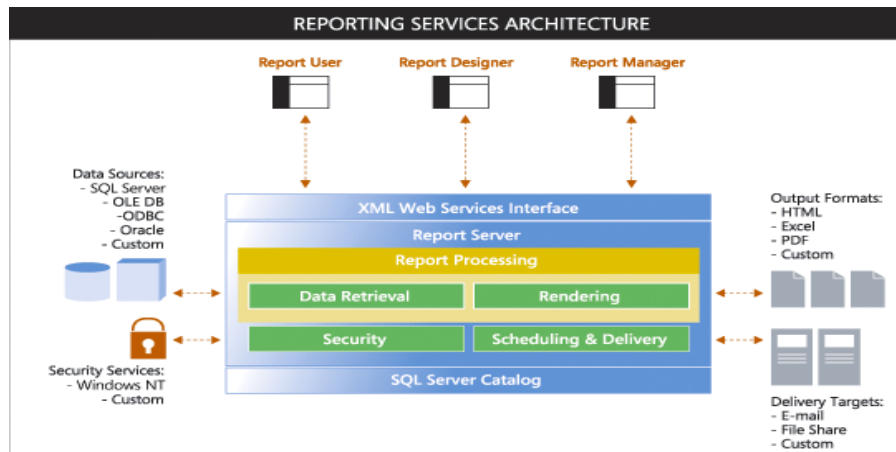 REPORTING SERVICES ARCHITECTURE
Report User
Report Designer
Report Manager
Data Sources:
- SQL Server
- OLE DB
-ODBC
- Oracle
- Custom
XML Web Services Interface
Report Server
Report Processing
Data Retrieval
Rendering
Security
Scheduling & Delivery
SQL Server Catalog
Security Services:
- Windows NT
- Custom
Output Formats:
- HTML
- Excel
- PDF
- Custom
Delivery Targets:
- E-mail
- File Share
- Custom